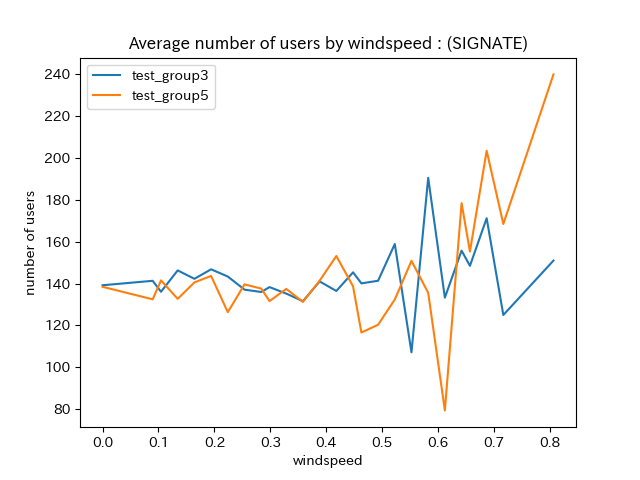 Average number of users by windspeed : (SIGNATE)
test_group3
test_group5
number of users
240
220
200
180
160
140
120
100
80
0.0 0.1 0.2 0.3 0.4 0.5 0.6 0.7 0.8
windspeed